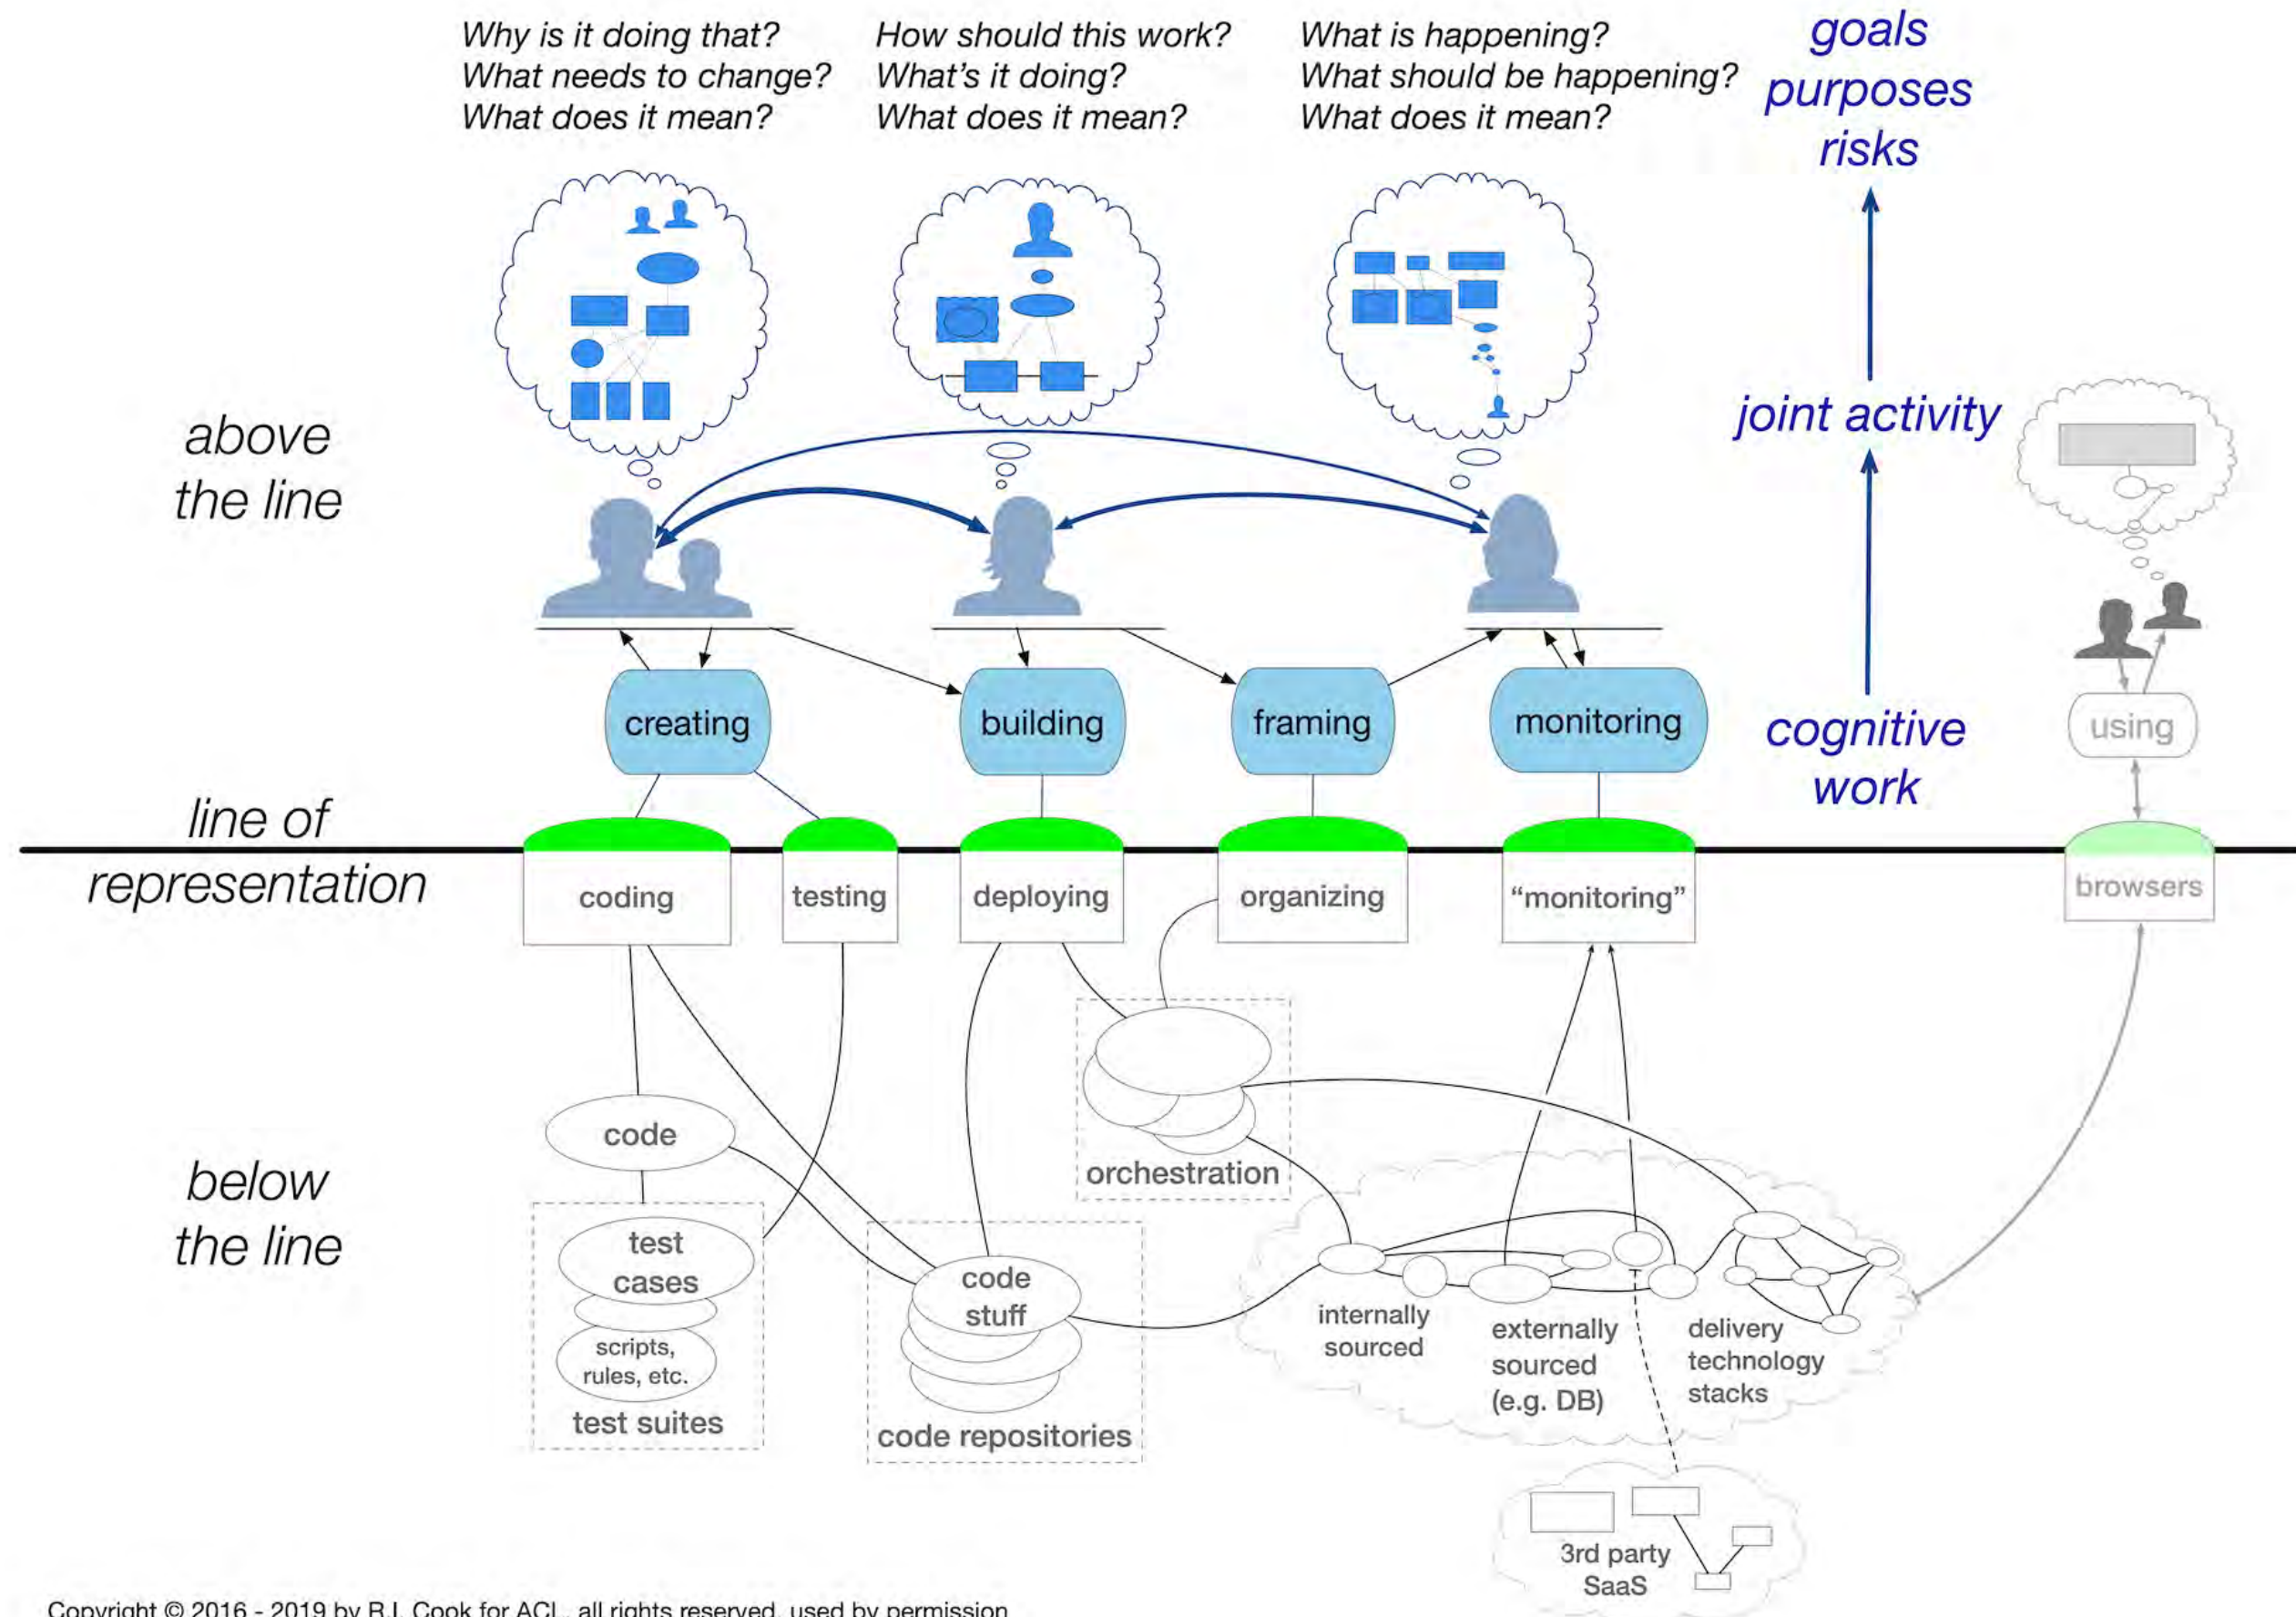 Why is it doing that?
What needs to change?
What does it mean?
How should this work?
What's it doing?
What does it mean?
What is happening?
What should be happening?
What does it mean?
goals
purposes
risks
joint activity
cognitive
work
above
the line
creating
building
framing
monitoring
using
line of
representation
coding
testing
deploying
organizing
"monitoring"
browsers
below
the line
code
test
cases
scripts,
rules, etc.
test suites
code
stuff
code repositories
orchestration
internally
sourced
externally
sourced
(e.g. DB)
delivery
technology
stacks
3rd party
SaaS
Copyright © 2016 - 2019 by R.I. Cook for ACL, all rights reserved, used by permission